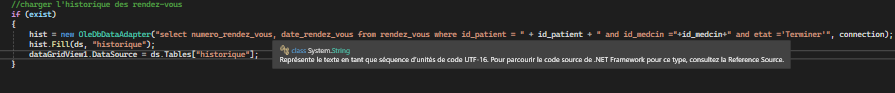 //charger l'historique des rendez-vous
if (exist)
{
hist = new OleDbDataAdapter("select numero_rendez_vous, date_rendez_vous from rendez_vous where id_patient = " + id_patient + " and id_medcin ="+id_medcin+" and etat ='Terminer'", connection);
hist.Fill(ds, "historique");
dataGridView1.DataSource = ds.Tables["historique"];
}
class System.String
Représente le texte en tant que séquence d'unités de code UTF-16. Pour parcourir le code source de .NET Framework pour ce type, consultez la Reference Source.